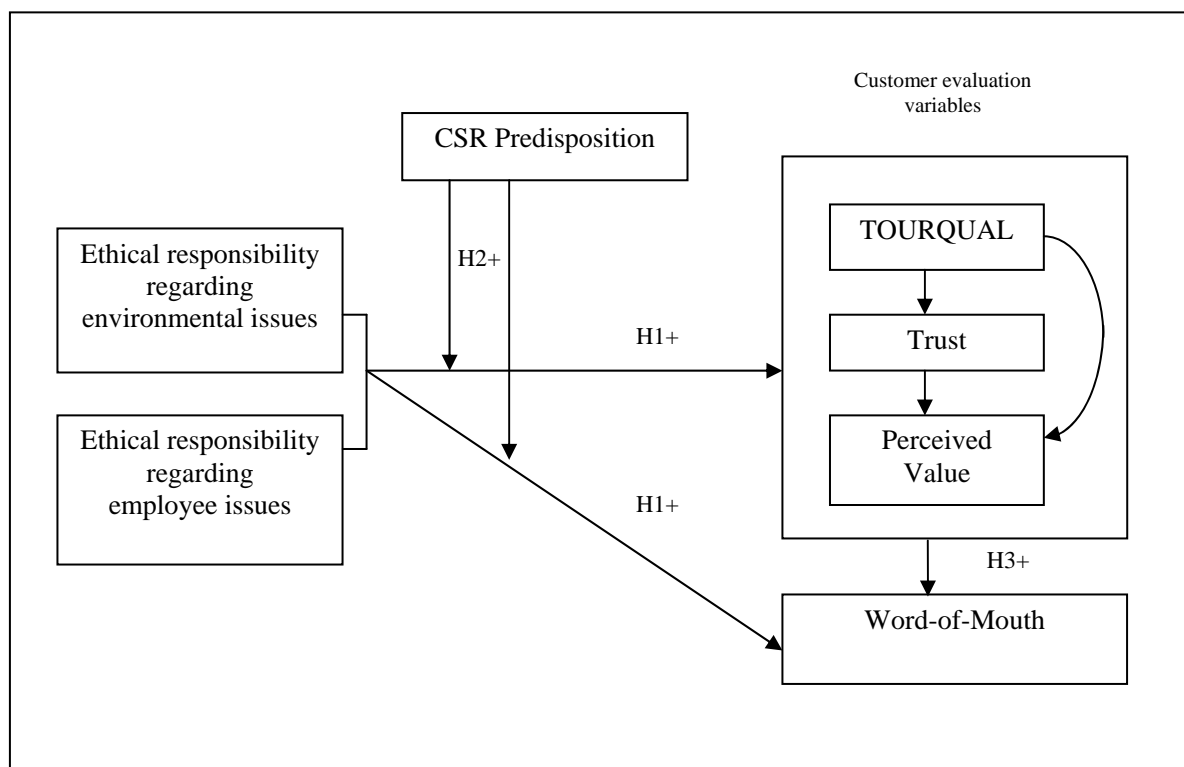 Customer evaluation
variables
CSR Predisposition
TOURQUAL
Ethical responsibility
regarding
environmental issues
H2+
H1+
Trust
Ethical responsibility
regarding
employee issues
Perceived
Value
H1+
H3+
Word-of-Mouth